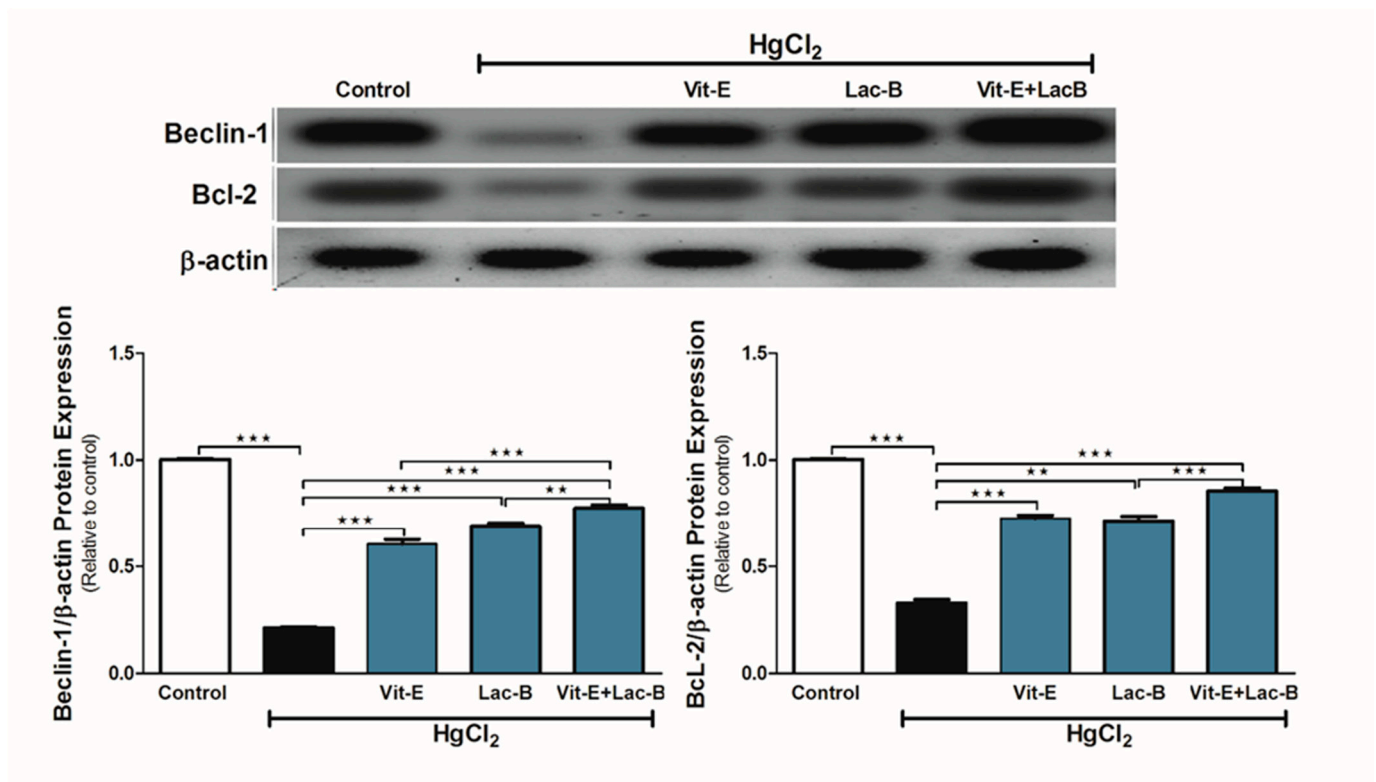 HgCl₂
Control Vit-E Lac-B Vit-E+LacB
Beclin-1
Bcl-2
β-actin
Beclin-1/β-actin Protein Expression
(Relative to control)
1.5
1.0
0.5
0.0
★★★
★★★
★★★
★★★
★★
★★★
Control Vit-E Lac-B Vit-E+Lac-B
HgCl₂
BcL-2/β-actin Protein Expression
(Relative to control)
1.5
1.0
0.5
0.0
★★★
★★★
★★
★★★
★★★
Control Vit-E Lac-B Vit-E+Lac-B
HgCl₂